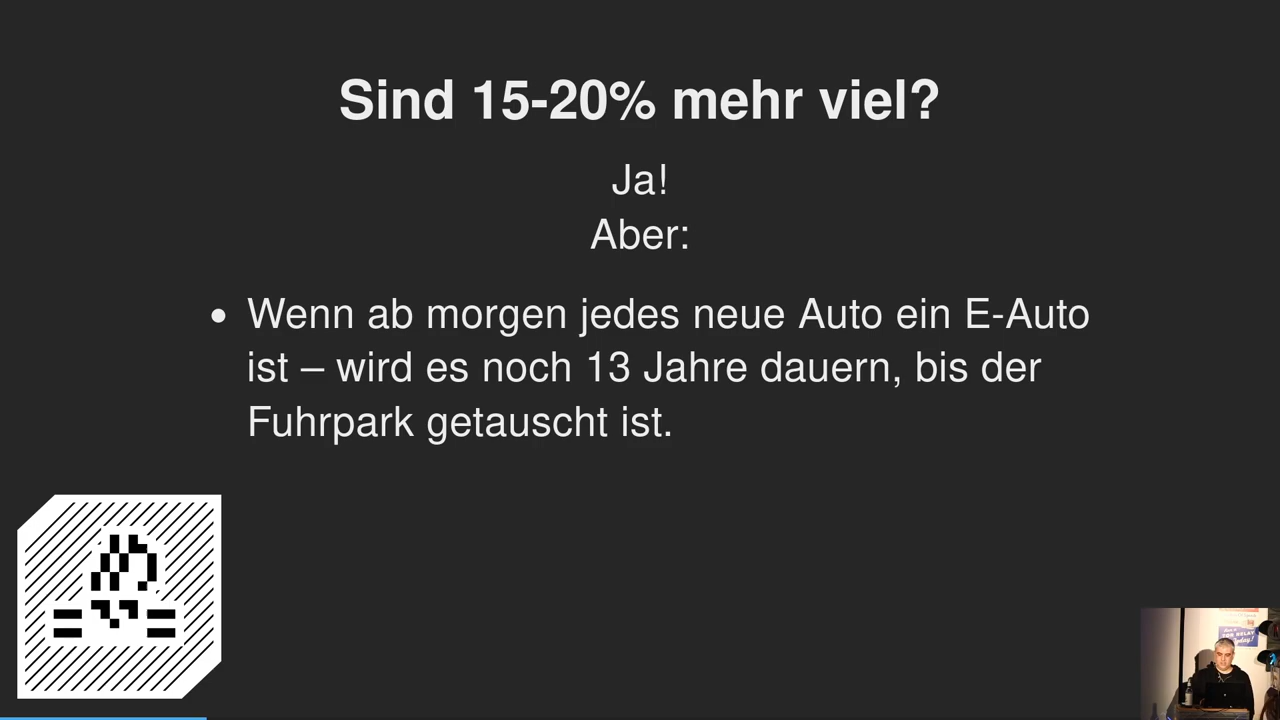 Sind 15-20% mehr viel?
Ja!
Aber:
• Wenn ab morgen jedes neue Auto ein E-Auto
ist – wird es noch 13 Jahre dauern, bis der
Fuhrpark getauscht ist.